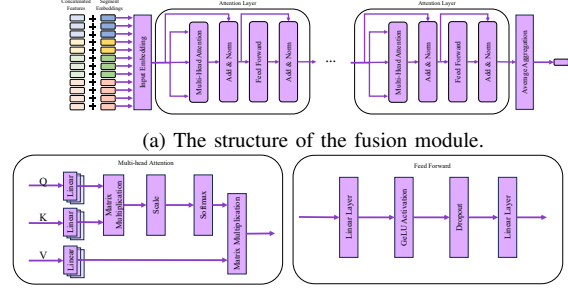 Concatenated Features
Segment Embeddings
Attention Layer
Attention Layer
Input Embedding
Multi-Head Attention
Add & Norm
Feed Forward
Add & Norm
...
Multi-Head Attention
Add & Norm
Feed Forward
Add & Norm
Average Aggregation
(a) The structure of the fusion module.
Multi-head Attention
Feed Forward
Q
Linear
K
Linear
V
Linear
Matrix Multiplication
Scale
Softmax
Matrix Multiplication
Linear Layer
GeLU Activation
Dropout
Linear Layer